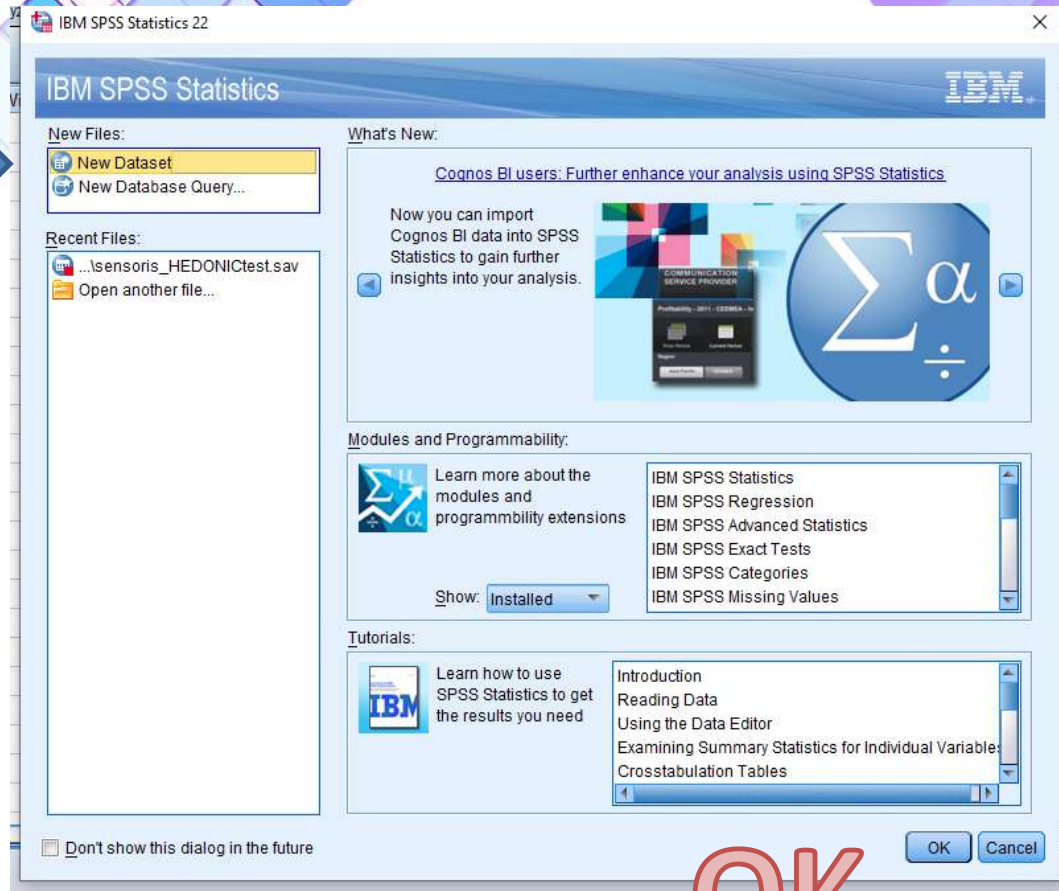 IBM SPSS Statistics 22
IBM SPSS Statistics
IBM
New Files:
New Dataset
New Database Query...
Recent Files:
...\sensoris_HEDONICtest.sav
Open another file...
What's New:
Cognos BI users: Further enhance your analysis using SPSS Statistics
Now you can import
Cognos BI data into SPSS
Statistics to gain further
insights into your analysis.
COMMUNICATION
SERVICE PROVIDER
Σ α ÷
Modules and Programmability:
Learn more about the
modules and
programmbility extensions
Show: Installed
IBM SPSS Statistics
IBM SPSS Regression
IBM SPSS Advanced Statistics
IBM SPSS Exact Tests
IBM SPSS Categories
IBM SPSS Missing Values
Tutorials:
IBM
Learn how to use
SPSS Statistics to get
the results you need
Introduction
Reading Data
Using the Data Editor
Examining Summary Statistics for Individual Variables
Crosstabulation Tables
Don't show this dialog in the future
OK
Cancel
OK